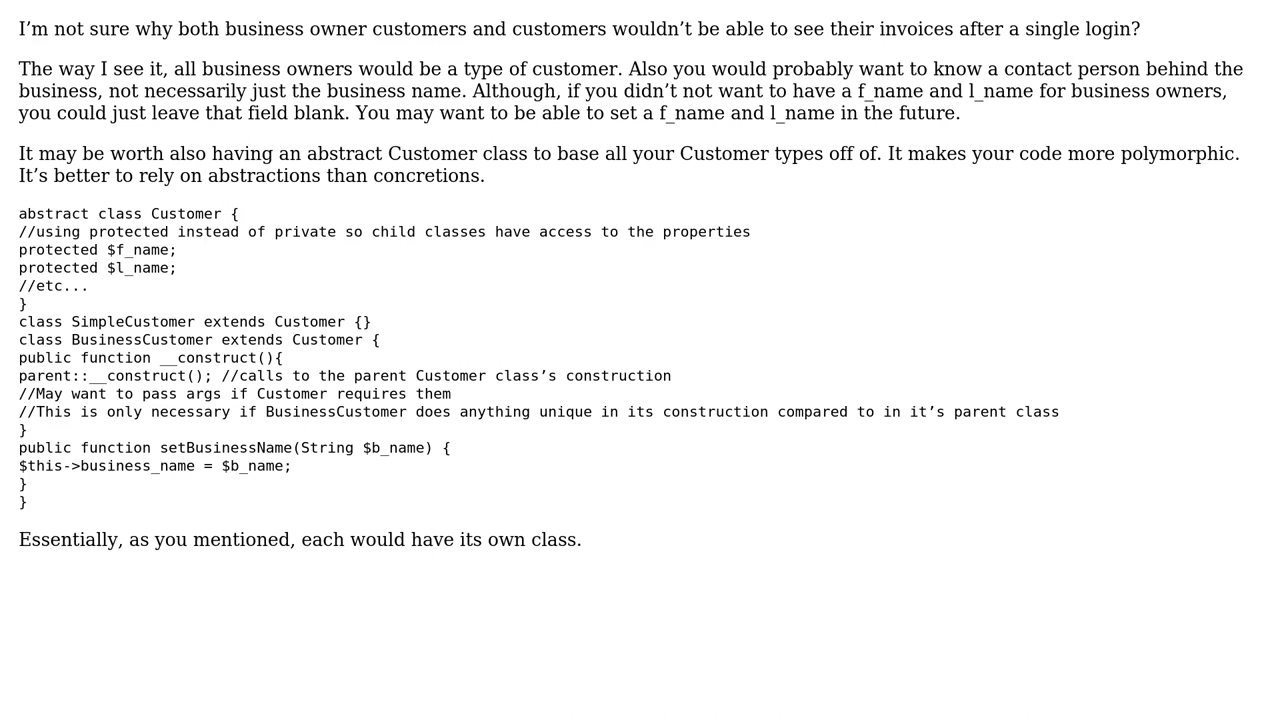 I’m not sure why both business owner customers and customers wouldn’t be able to see their invoices after a single login?
The way I see it, all business owners would be a type of customer. Also you would probably want to know a contact person behind the
business, not necessarily just the business name. Although, if you didn’t not want to have a f_name and l_name for business owners,
you could just leave that field blank. You may want to be able to set a f_name and l_name in the future.
It may be worth also having an abstract Customer class to base all your Customer types off of. It makes your code more polymorphic.
It’s better to rely on abstractions than concretions.
abstract class Customer {
//using protected instead of private so child classes have access to the properties
protected $f_name;
protected $l_name;
//etc...
}
class SimpleCustomer extends Customer {}
class BusinessCustomer extends Customer {
public function __construct(){
parent::__construct(); //calls to the parent Customer class’s construction
//May want to pass args if Customer requires them
//This is only necessary if BusinessCustomer does anything unique in its construction compared to in it’s parent class
}
public function setBusinessName(String $b_name) {
$this->business_name = $b_name;
}
}
Essentially, as you mentioned, each would have its own class.